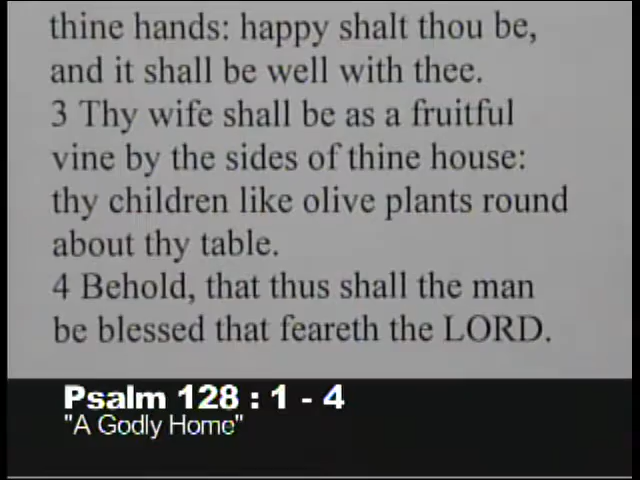 thine hands: happy shalt thou be,
and it shall be well with thee.
3 Thy wife shall be as a fruitful
vine by the sides of thine house:
thy children like olive plants round
about thy table.
4 Behold, that thus shall the man
be blessed that feareth the LORD.
Psalm 128 : 1 - 4
"A Godly Home"